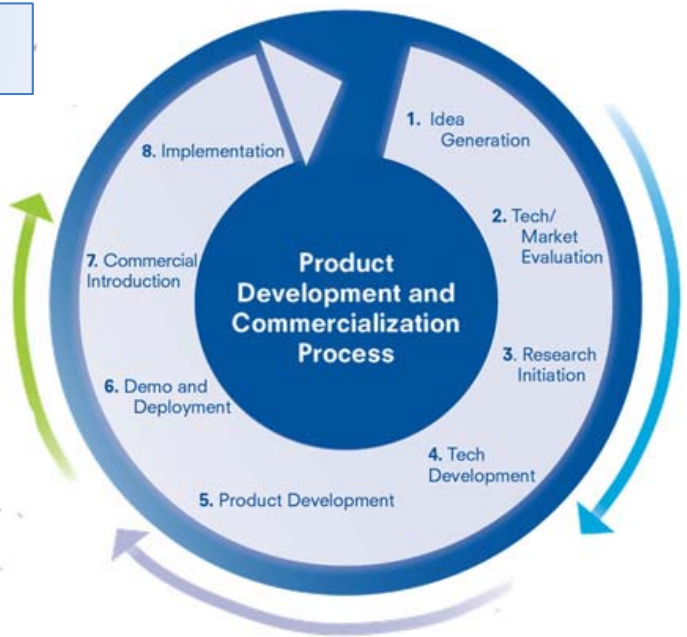 Product
Development and
Commercialization
Process
1. Idea
Generation
2. Tech/
Market
Evaluation
3. Research
Initiation
4. Tech
Development
5. Product Development
6. Demo and
Deployment
7. Commercial
Introduction
8. Implementation